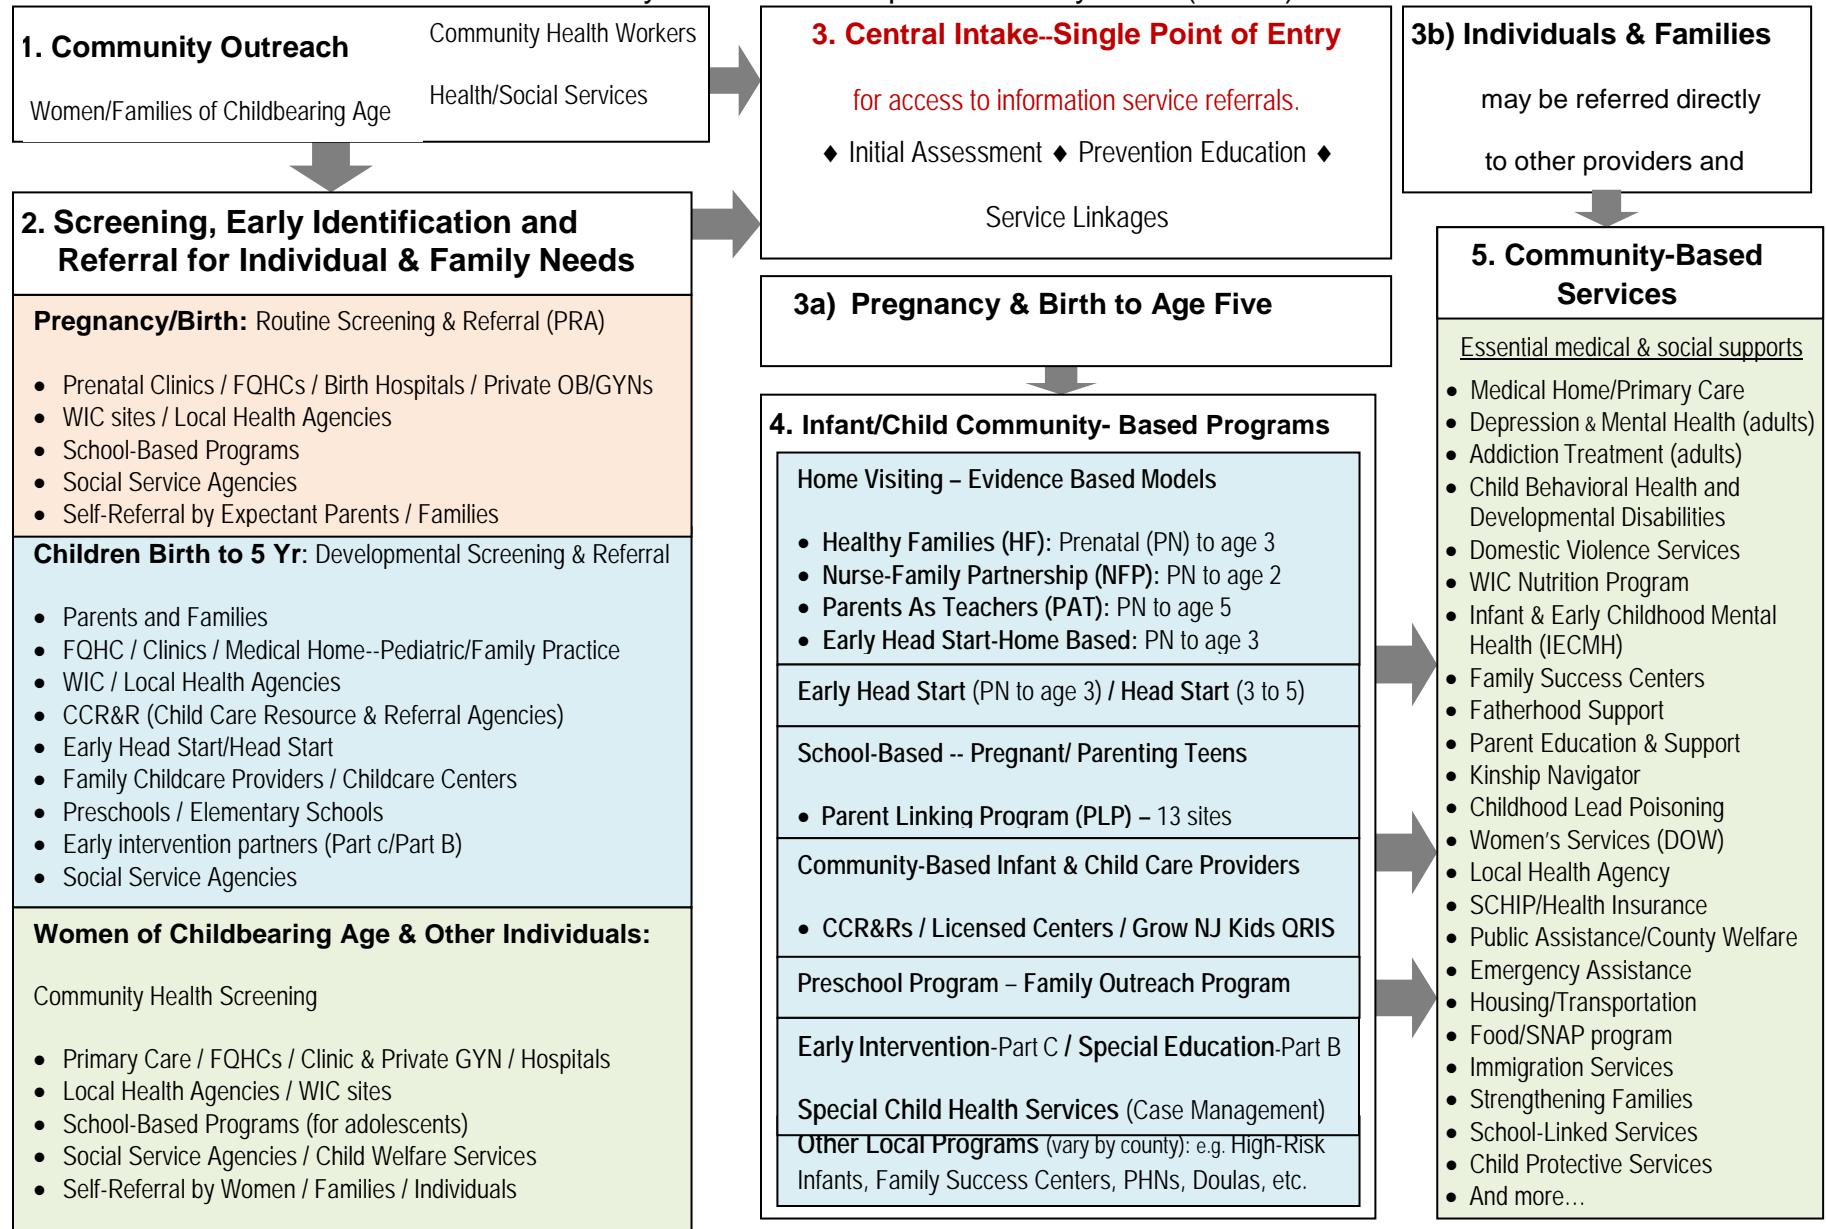 1. Community Outreach
Women/Families of Childbearing Age
Community Health Workers
Health/Social Services
2. Screening, Early Identification and
Referral for Individual & Family Needs
Pregnancy/Birth: Routine Screening & Referral (PRA)
• Prenatal Clinics / FQHCs / Birth Hospitals / Private OB/GYNs
• WIC sites / Local Health Agencies
• School-Based Programs
• Social Service Agencies
• Self-Referral by Expectant Parents / Families
Children Birth to 5 Yr: Developmental Screening & Referral
• Parents and Families
• FQHC / Clinics / Medical Home--Pediatric/Family Practice
• WIC / Local Health Agencies
• CCR&R (Child Care Resource & Referral Agencies)
• Early Head Start/Head Start
• Family Childcare Providers / Childcare Centers
• Preschools / Elementary Schools
• Early intervention partners (Part c/Part B)
• Social Service Agencies
Women of Childbearing Age & Other Individuals:
Community Health Screening
• Primary Care / FQHCs / Clinic & Private GYN / Hospitals
• Local Health Agencies / WIC sites
• School-Based Programs (for adolescents)
• Social Service Agencies / Child Welfare Services
• Self-Referral by Women / Families / Individuals
3. Central Intake--Single Point of Entry
for access to information service referrals.
♦ Initial Assessment ♦ Prevention Education ♦
Service Linkages
3a) Pregnancy & Birth to Age Five
4. Infant/Child Community- Based Programs
Home Visiting – Evidence Based Models
• Healthy Families (HF): Prenatal (PN) to age 3
• Nurse-Family Partnership (NFP): PN to age 2
• Parents As Teachers (PAT): PN to age 5
• Early Head Start-Home Based: PN to age 3
Early Head Start (PN to age 3) / Head Start (3 to 5)
School-Based -- Pregnant/ Parenting Teens
• Parent Linking Program (PLP) – 13 sites
Community-Based Infant & Child Care Providers
• CCR&Rs / Licensed Centers / Grow NJ Kids QRIS
Preschool Program – Family Outreach Program
Early Intervention-Part C / Special Education-Part B
Special Child Health Services (Case Management)
Other Local Programs (vary by county): e.g. High-Risk
Infants, Family Success Centers, PHNs, Doulas, etc.
3b) Individuals & Families
may be referred directly
to other providers and
5. Community-Based
Services
Essential medical & social supports
• Medical Home/Primary Care
• Depression & Mental Health (adults)
• Addiction Treatment (adults)
• Child Behavioral Health and
Developmental Disabilities
• Domestic Violence Services
• WIC Nutrition Program
• Infant & Early Childhood Mental
Health (IECMH)
• Family Success Centers
• Fatherhood Support
• Parent Education & Support
• Kinship Navigator
• Childhood Lead Poisoning
• Women's Services (DOW)
• Local Health Agency
• SCHIP/Health Insurance
• Public Assistance/County Welfare
• Emergency Assistance
• Housing/Transportation
• Food/SNAP program
• Immigration Services
• Strengthening Families
• School-Linked Services
• Child Protective Services
• And more…